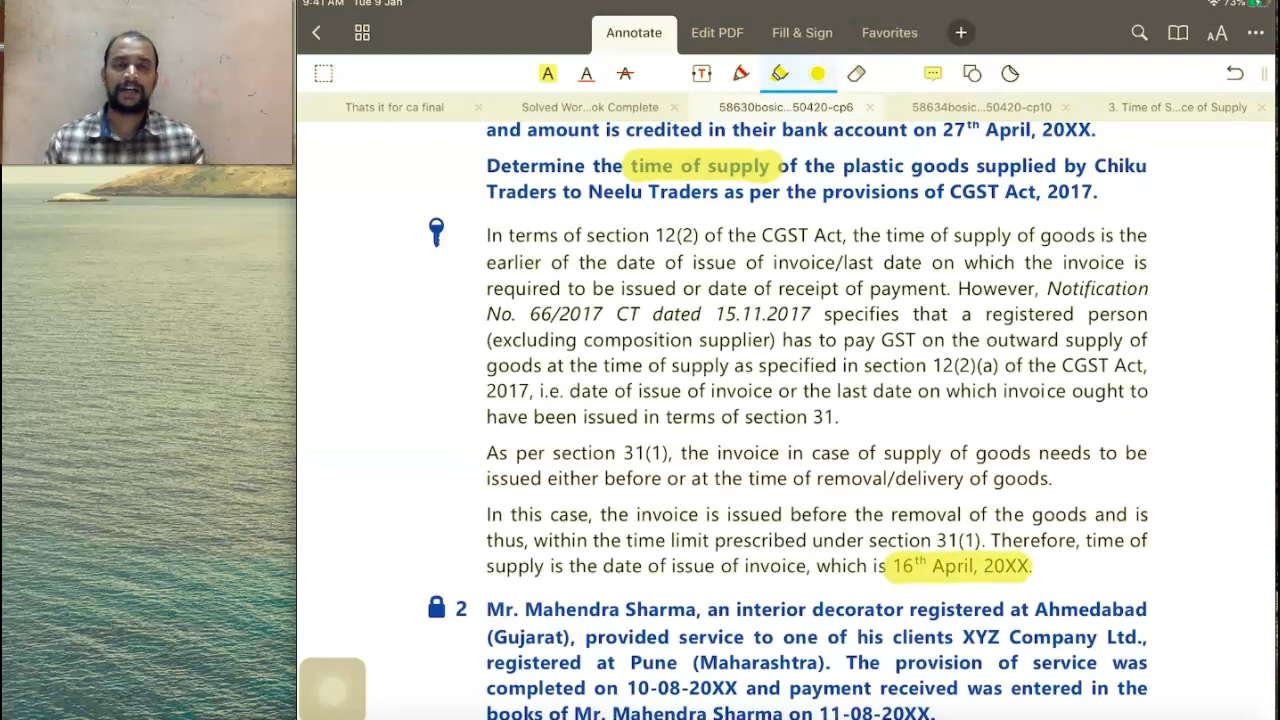 9:41 AM Tue 9 Jan
73%
Annotate
Edit PDF
Fill & Sign
Favorites
Thats it for ca final
Solved Wor...ok Complete
58630bosic...50420-cp6
58634bosic...50420-cp10
3. Time of S...ce of Supply
and amount is credited in their bank account on 27th April, 20XX.
Determine the time of supply of the plastic goods supplied by Chiku
Traders to Neelu Traders as per the provisions of CGST Act, 2017.
In terms of section 12(2) of the CGST Act, the time of supply of goods is the
earlier of the date of issue of invoice/last date on which the invoice is
required to be issued or date of receipt of payment. However, Notification
No. 66/2017 CT dated 15.11.2017 specifies that a registered person
(excluding composition supplier) has to pay GST on the outward supply of
goods at the time of supply as specified in section 12(2)(a) of the CGST Act,
2017, i.e. date of issue of invoice or the last date on which invoice ought to
have been issued in terms of section 31.
As per section 31(1), the invoice in case of supply of goods needs to be
issued either before or at the time of removal/delivery of goods.
In this case, the invoice is issued before the removal of the goods and is
thus, within the time limit prescribed under section 31(1). Therefore, time of
supply is the date of issue of invoice, which is 16th April, 20XX.
2 Mr. Mahendra Sharma, an interior decorator registered at Ahmedabad
(Gujarat), provided service to one of his clients XYZ Company Ltd.,
registered at Pune (Maharashtra). The provision of service was
completed on 10-08-20XX and payment received was entered in the
books of Mr. Mahendra Sharma on 11-08-20XX.